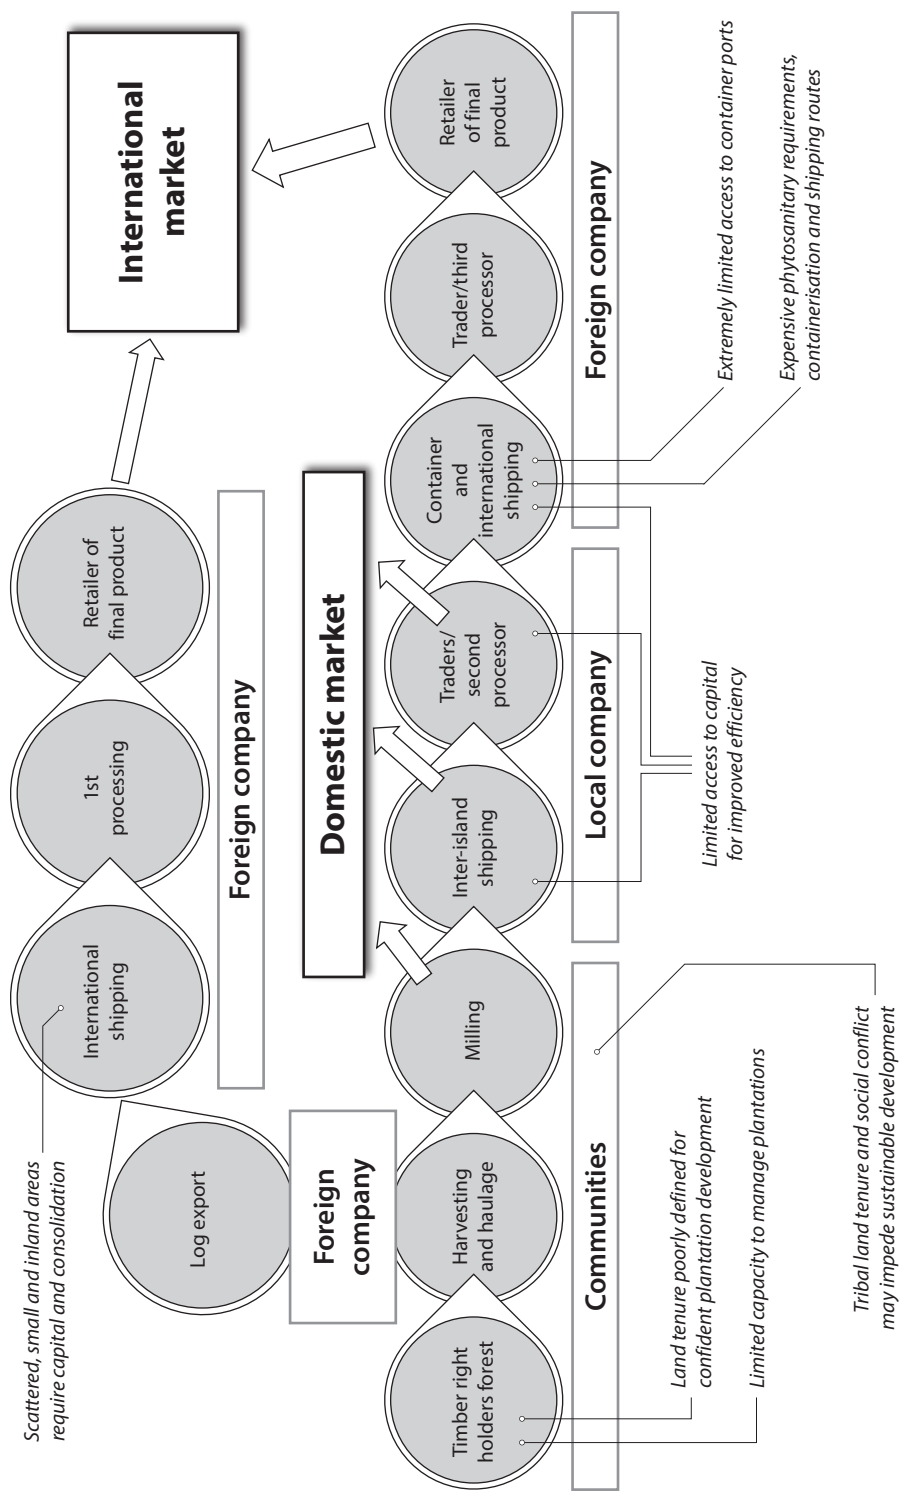 Scattered, small and inland areas
require capital and consolidation
International
shipping
1st
processing
Retailer of
final product
Foreign company
International
market
Log export
Foreign
company
Domestic market
Timber right
holders forest
Harvesting
and haulage
Milling
Inter-island
shipping
Traders/
second
processor
Container
and
international
shipping
Trader/third
processor
Retailer
of final
product
Communities
Local company
Foreign company
Land tenure poorly defined for
confident plantation development
Limited capacity to manage plantations
Tribal land tenure and social conflict
may impede sustainable development
Limited access to capital
for improved efficiency
Extremely limited access to container ports
Expensive phytosanitary requirements,
containerisation and shipping routes